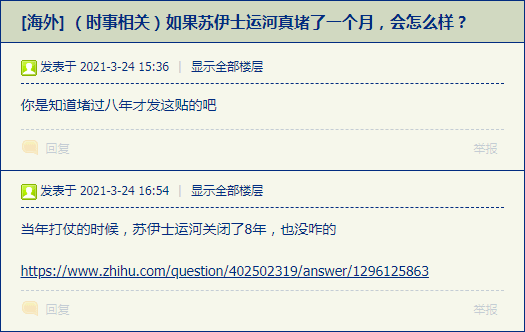 [海外] （时事相关）如果苏伊士运河真堵了一个月，会怎么样？
发表于 2021-3-24 15:36 | 显示全部楼层
你是知道堵过八年才发这贴的吧
回复 举报
发表于 2021-3-24 16:54 | 显示全部楼层
当年打仗的时候，苏伊士运河关闭了8年，也没咋的
https://www.zhihu.com/question/402502319/answer/1296125863
回复 举报